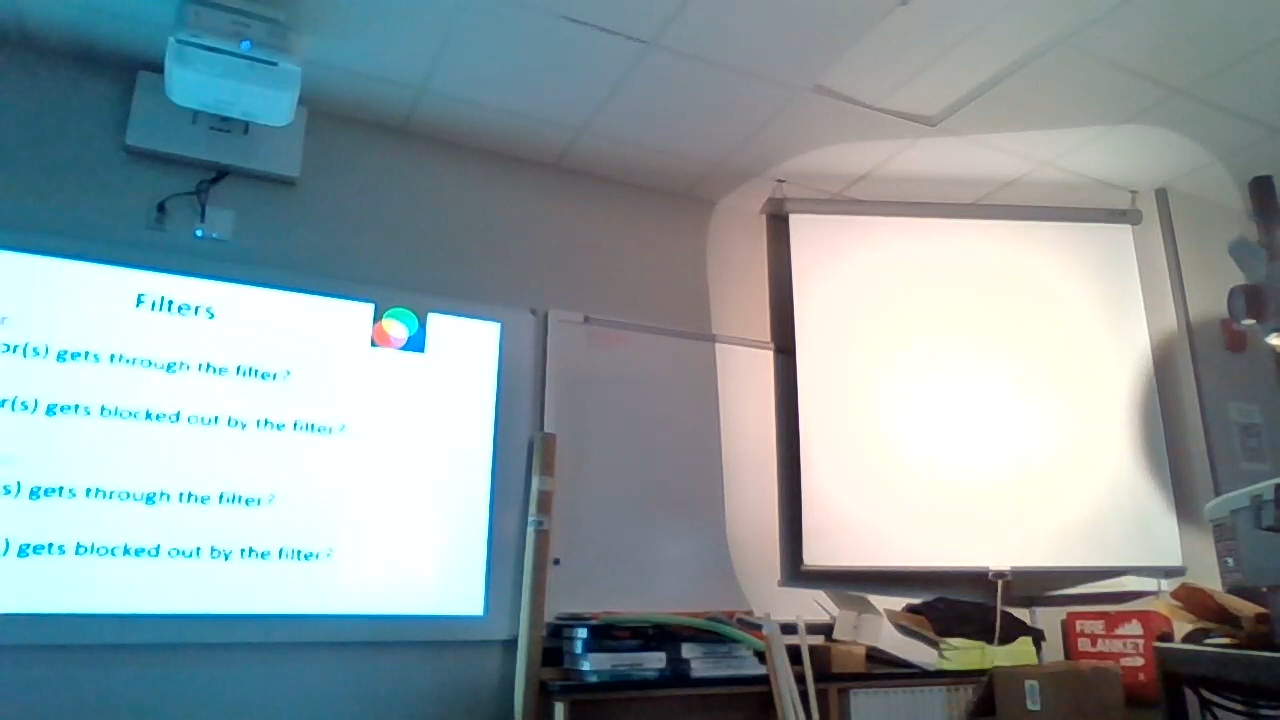 Filters
r
or(s) gets through the filter?
r(s) gets blocked out by the filter?
s) gets through the filter?
) gets blocked out by the filter?
FIRE
BLANKET